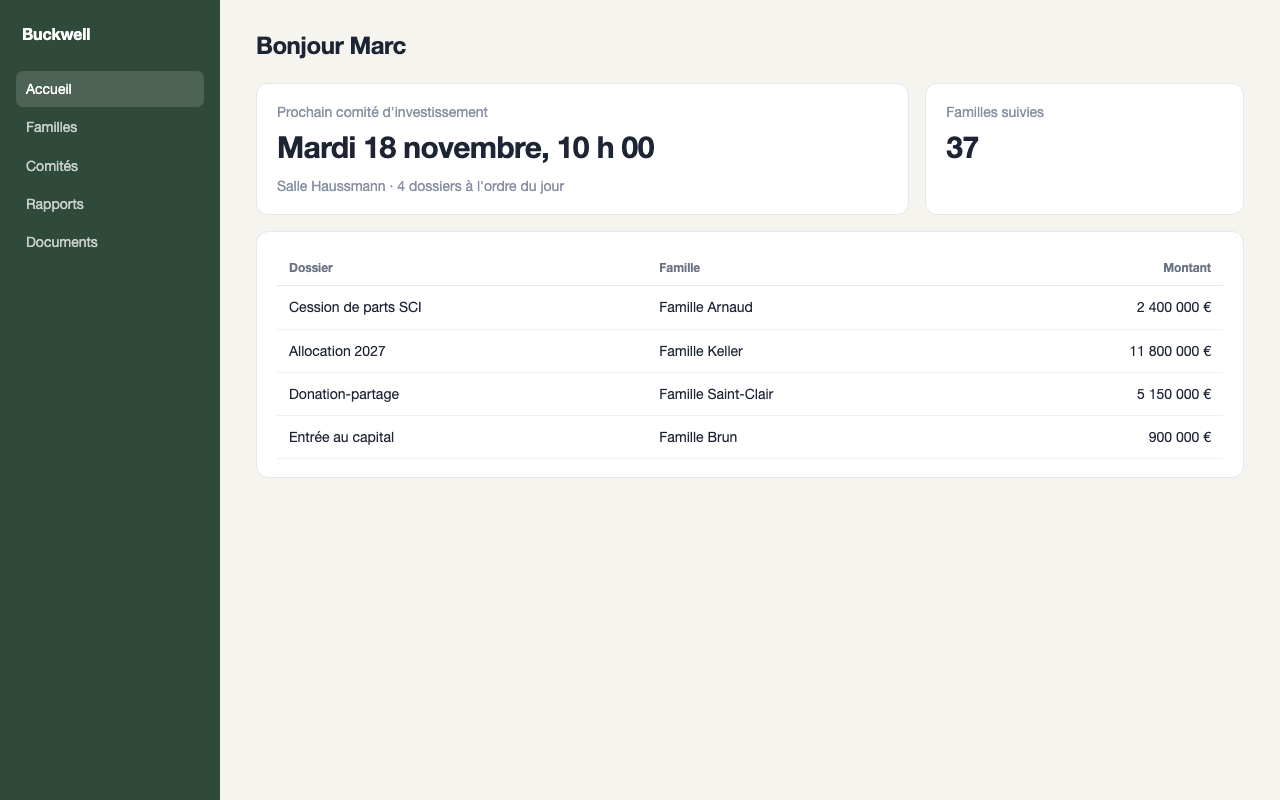 Buckwell
Accueil
Familles
Comités
Rapports
Documents
Bonjour Marc
Prochain comité d'investissement
Mardi 18 novembre, 10 h 00
Salle Haussmann · 4 dossiers à l'ordre du jour
Familles suivies
37
Dossier Famille Montant
Cession de parts SCI Famille Arnaud 2 400 000 €
Allocation 2027 Famille Keller 11 800 000 €
Donation-partage Famille Saint-Clair 5 150 000 €
Entrée au capital Famille Brun 900 000 €